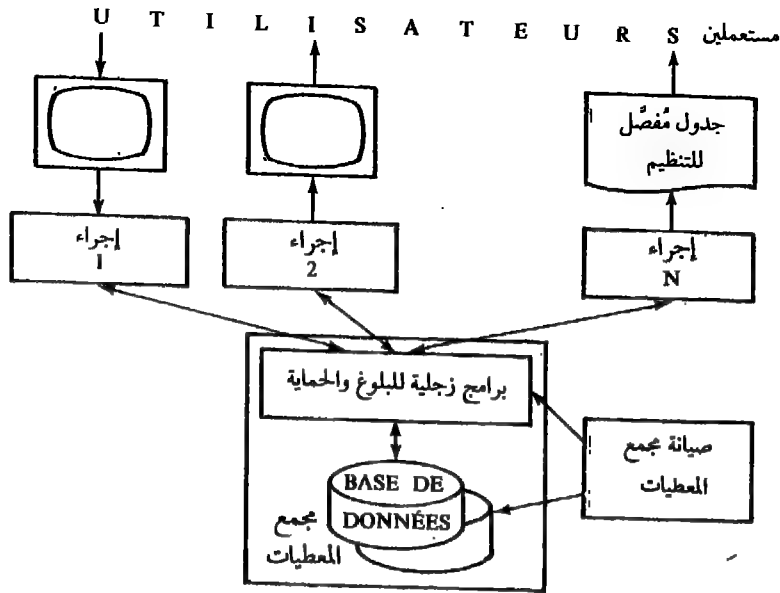 U T I L I S A T E U R S مستعملين
جدول مُفصَّل
للتنظيم
إجراء
1
إجراء
2
إجراء
N
برامج زجلية للبلوغ والحماية
صيانة مجمع
المعطيات
BASE DE
DONNÉES
مجمع
المعطيات